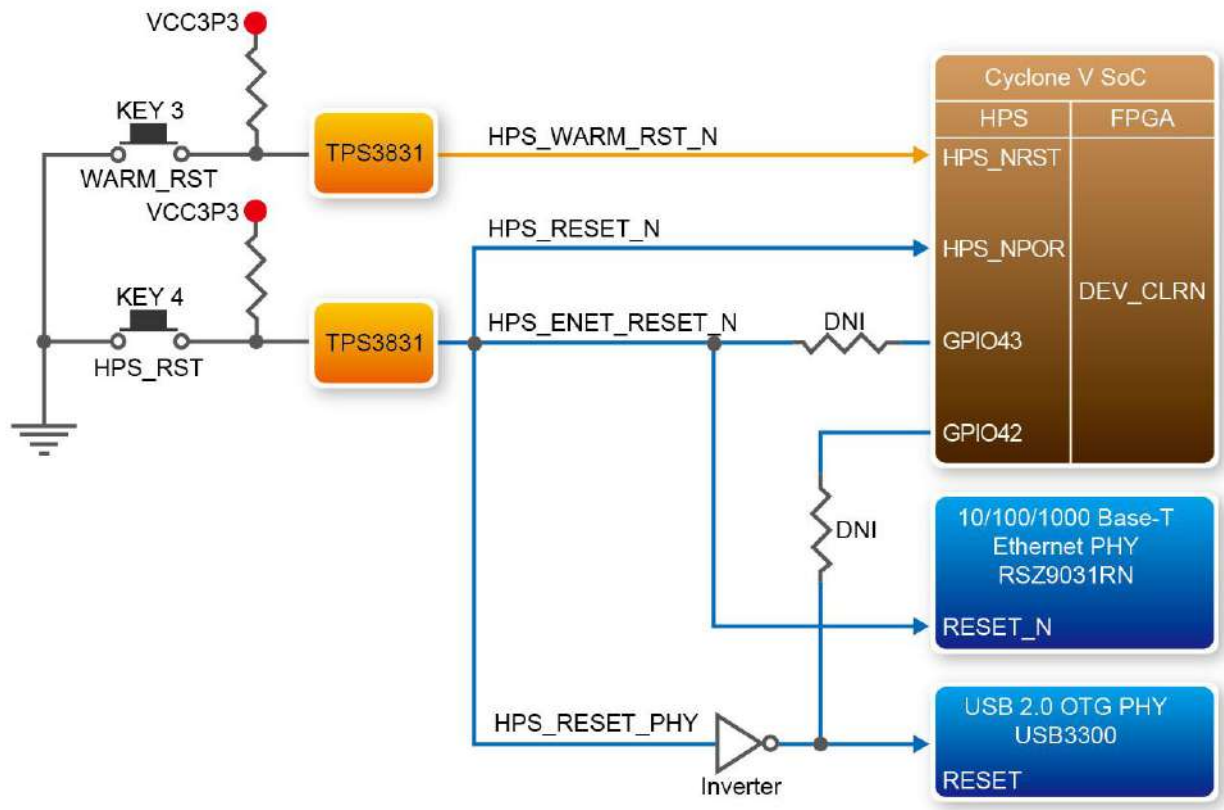 VCC3P3
KEY 3
WARM_RST
TPS3831
HPS_WARM_RST_N
VCC3P3
KEY 4
HPS_RST
TPS3831
HPS_RESET_N
HPS_ENET_RESET_N
DNI
DNI
HPS_RESET_PHY
Inverter
Cyclone V SoC
HPS
FPGA
HPS_NRST
HPS_NPOR
DEV_CLRN
GPIO43
GPIO42
10/100/1000 Base-T
Ethernet PHY
RSZ9031RN
RESET_N
USB 2.0 OTG PHY
USB3300
RESET